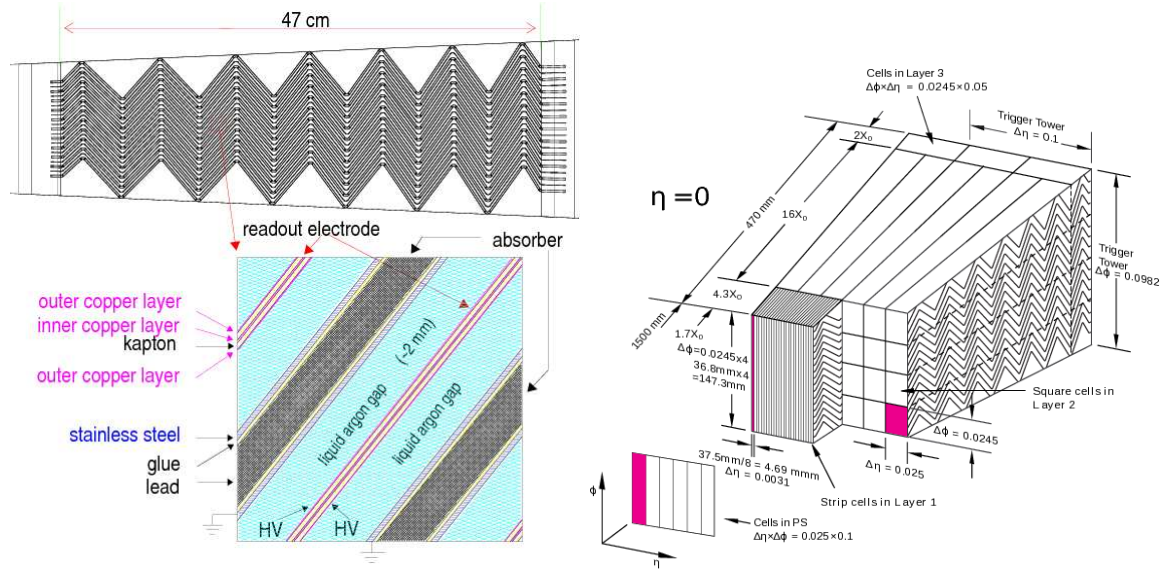 47 cm
readout electrode
absorber
outer copper layer
inner copper layer
kapton
outer copper layer
stainless steel
glue
lead
liquid argon gap
(~2 mm)
liquid argon gap
HV
HV
η = 0
Cells in Layer 3
Δϕ×Δη = 0.0245×0.05
Trigger Tower
Δη = 0.1
2X₀
470 mm
16X₀
4.3X₀
1500 mm
1.7X₀
Δϕ=0.0245x4
36.8mmx4
=147.3mm
Trigger
Tower
Δϕ = 0.0982
Square cells in
Layer 2
Δϕ = 0.0245
Δη = 0.025
37.5mm/8 = 4.69 mmm
Δη = 0.0031
Strip cells in Layer 1
ϕ
η
Cells in PS
Δη×Δϕ = 0.025×0.1